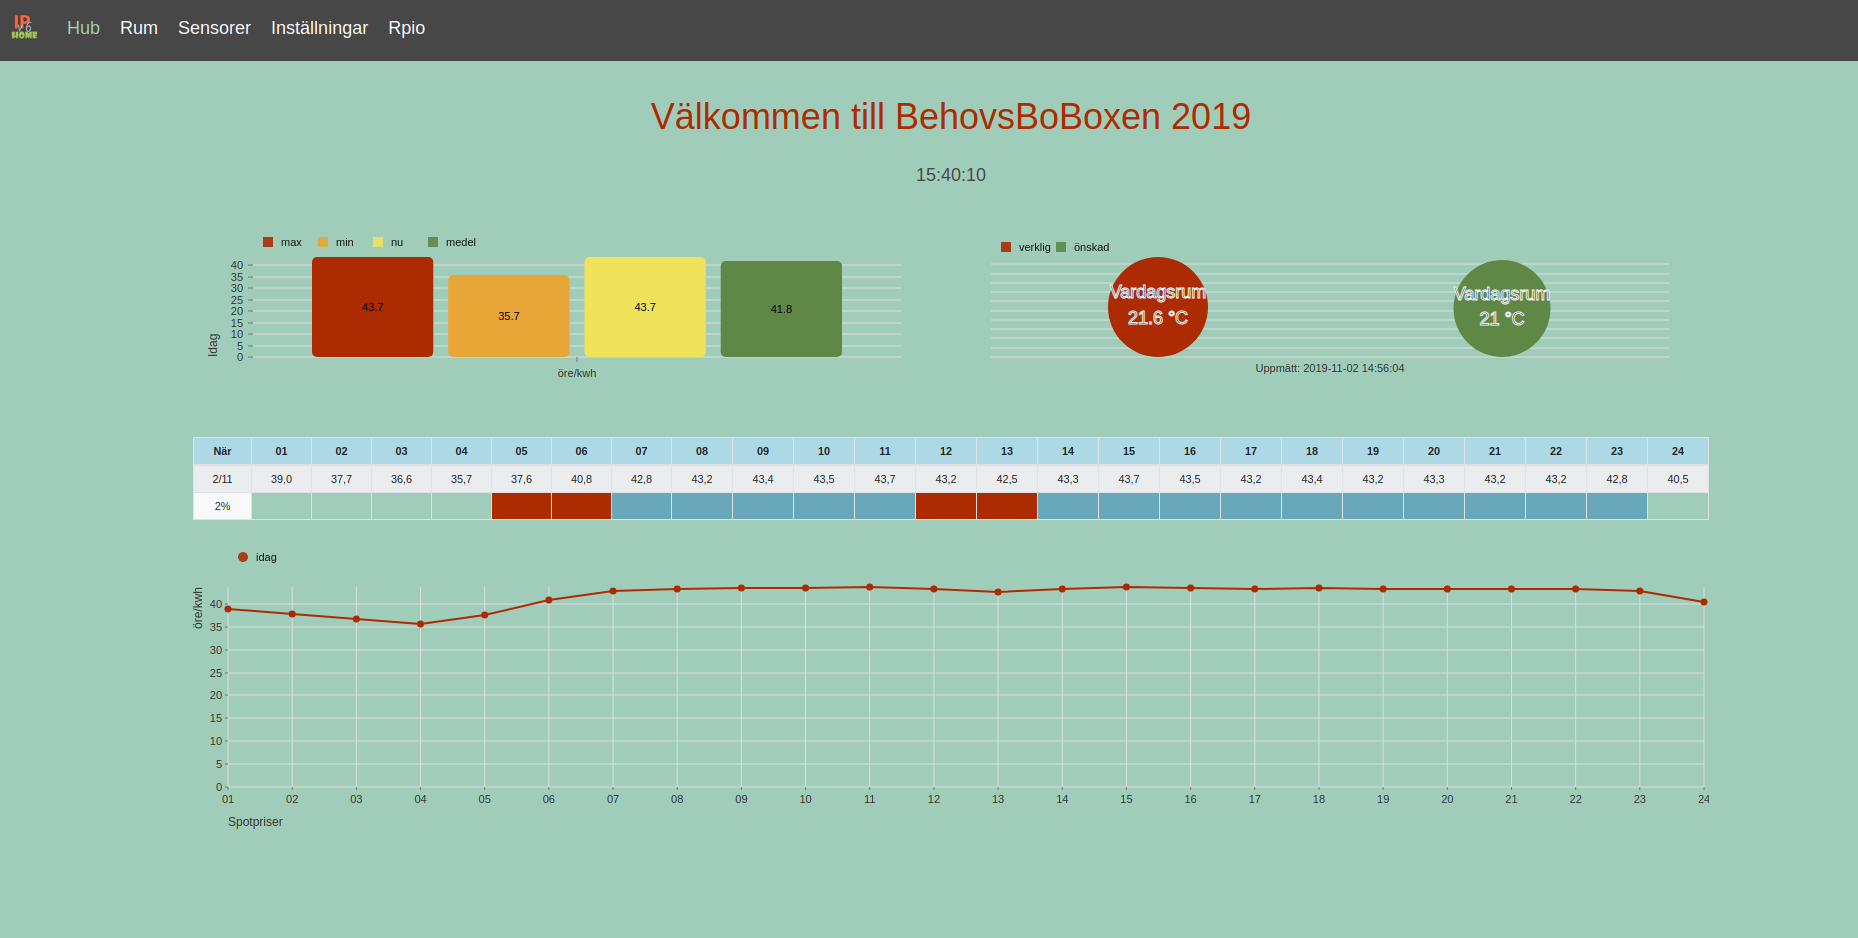 IP
v6
HOME
Hub Rum Sensorer Inställningar Rpio
Välkommen till BehovsBoBoxen 2019
15:40:10
max min nu medel
40
35
30
25
20
15
10
5
0
Idag
43.7 35.7 43.7 41.8
öre/kwh
verklig önskad
Vardagsrum
21.6 °C
Vardagsrum
21 °C
Uppmätt: 2019-11-02 14:56:04
När 01 02 03 04 05 06 07 08 09 10 11 12 13 14 15 16 17 18 19 20 21 22 23 24
2/11 39,0 37,7 36,6 35,7 37,6 40,8 42,8 43,2 43,4 43,5 43,7 43,2 42,5 43,3 43,7 43,5 43,2 43,4 43,2 43,3 43,2 43,2 42,8 40,5
2%
idag
öre/kwh
40
35
30
25
20
15
10
5
0
01 02 03 04 05 06 07 08 09 10 11 12 13 14 15 16 17 18 19 20 21 22 23 24
Spotpriser